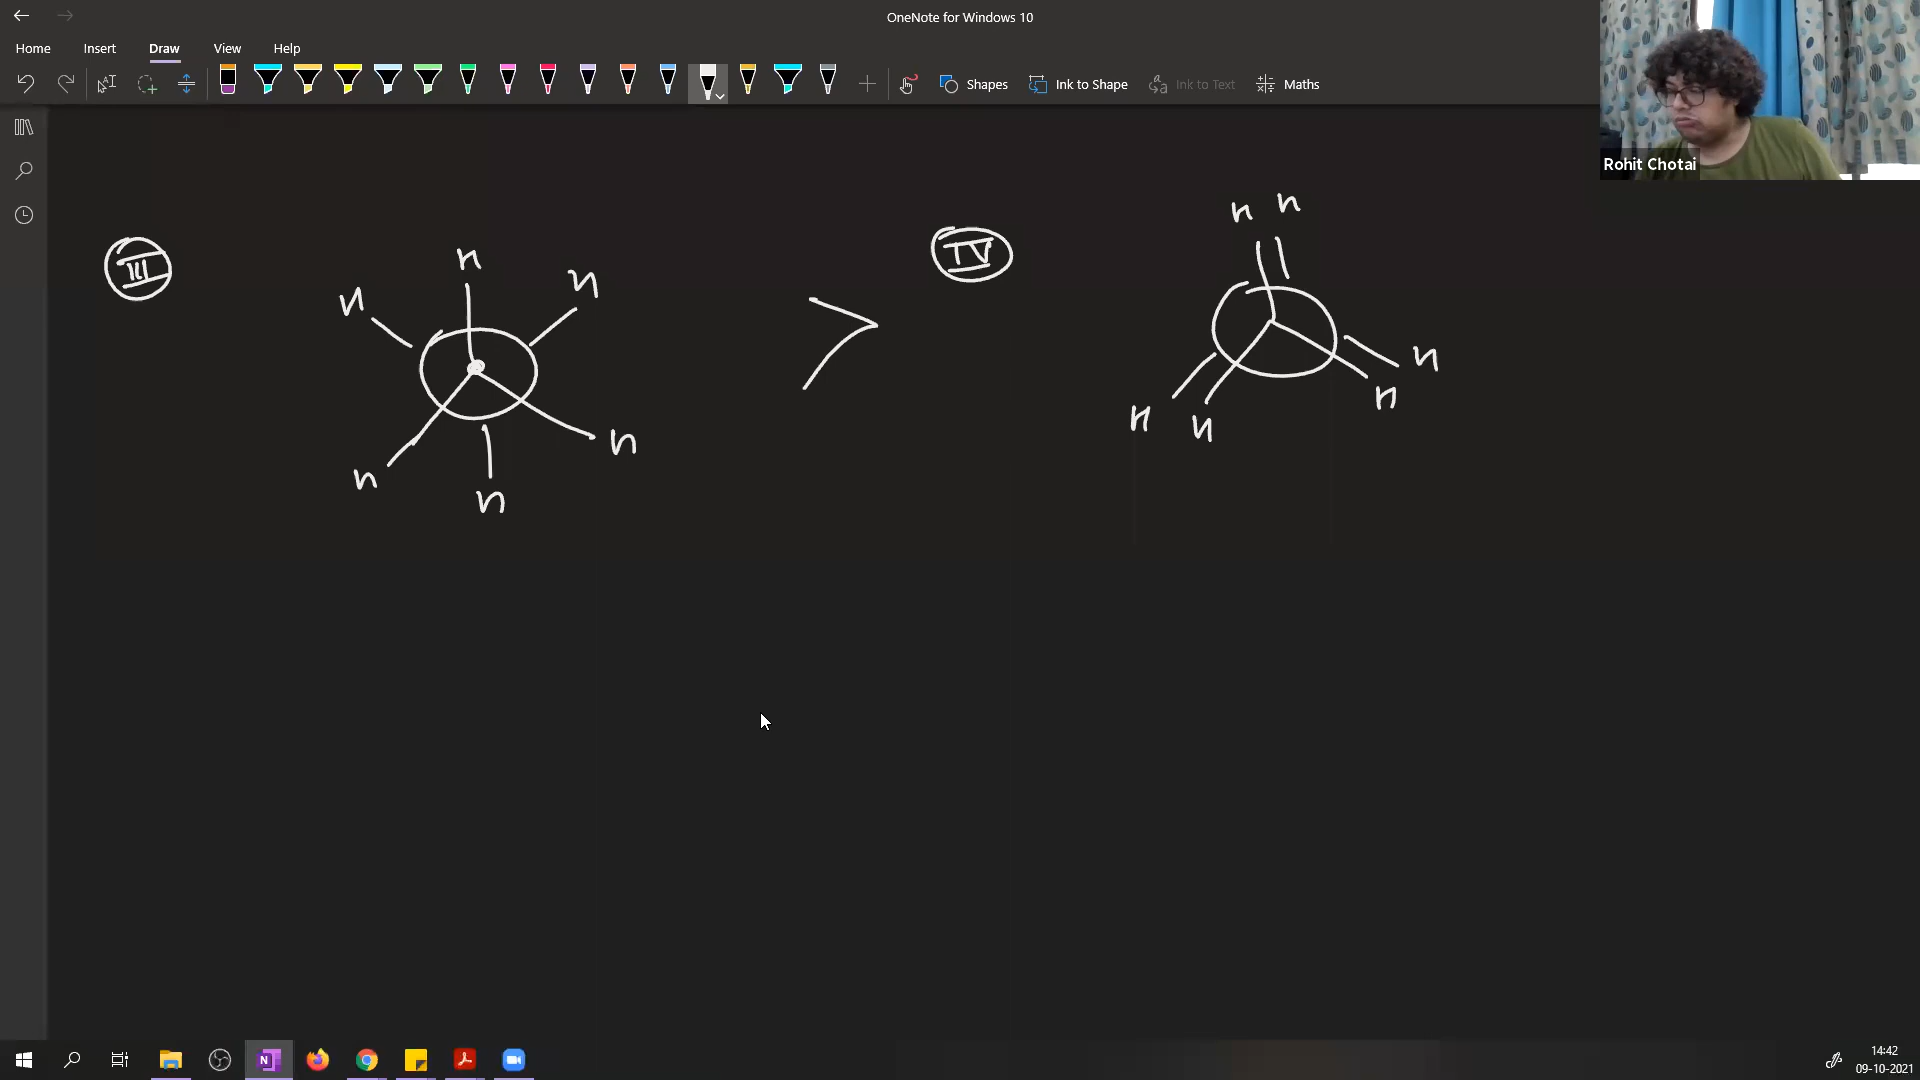 OneNote for Windows 10
Home Insert Draw View Help
Shapes Ink to Shape Ink to Text Maths
Rohit Chotai
III
H
H H
H H
H
>
IV
H H
H
H
H H
14:42
09-10-2021